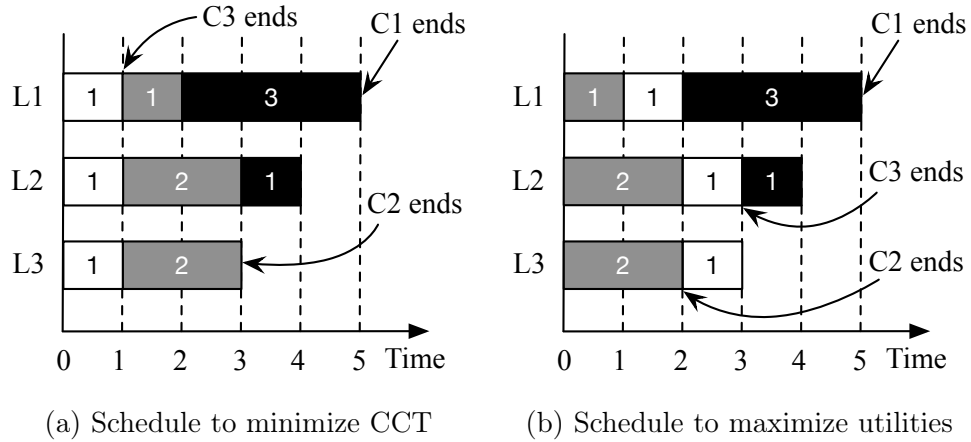 C3 ends
C1 ends
L1 1 1 3
L2 1 2 1
C2 ends
L3 1 2
0 1 2 3 4 5 Time
(a) Schedule to minimize CCT
C1 ends
L1 1 1 3
L2 2 1 1
C3 ends
L3 2 1
C2 ends
0 1 2 3 4 5 Time
(b) Schedule to maximize utilities